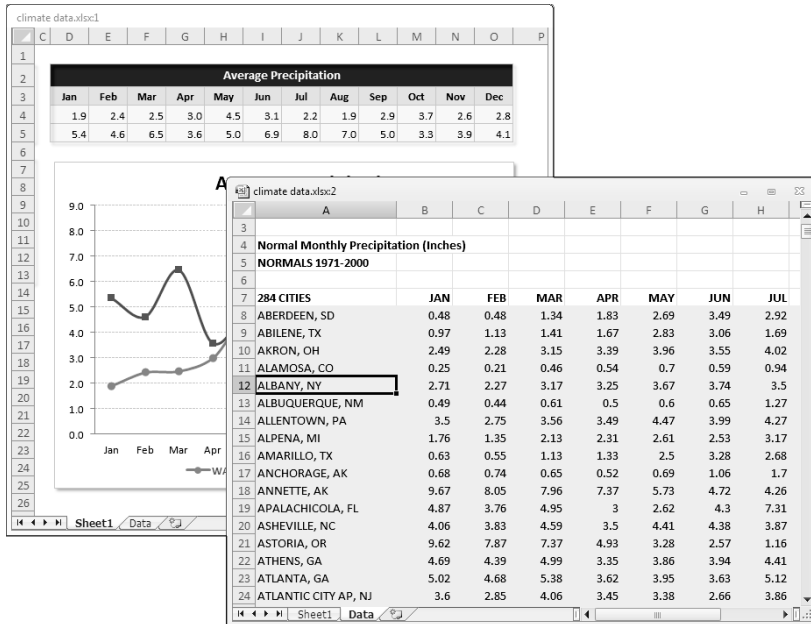 climate data.xlsx:1
C D E F G H I J K L M N O P
1
2 Average Precipitation
3 Jan Feb Mar Apr May Jun Jul Aug Sep Oct Nov Dec
4 1.9 2.4 2.5 3.0 4.5 3.1 2.2 1.9 2.9 3.7 2.6 2.8
5 5.4 4.6 6.5 3.6 5.0 6.9 8.0 7.0 5.0 3.3 3.9 4.1
6
7
8
9
10
11
12
13
14
15
16
17
18
19
20
21
22
23
24
25
26
9.0
8.0
7.0
6.0
5.0
4.0
3.0
2.0
1.0
0.0
Jan Feb Mar Apr
Sheet1 Data
climate data.xlsx:2
A B C D E F G H
3
4 Normal Monthly Precipitation (Inches)
5 NORMALS 1971-2000
6
7 284 CITIES JAN FEB MAR APR MAY JUN JUL
8 ABERDEEN, SD 0.48 0.48 1.34 1.83 2.69 3.49 2.92
9 ABILENE, TX 0.97 1.13 1.41 1.67 2.83 3.06 1.69
10 AKRON, OH 2.49 2.28 3.15 3.39 3.96 3.55 4.02
11 ALAMOSA, CO 0.25 0.21 0.46 0.54 0.7 0.59 0.94
12 ALBANY, NY 2.71 2.27 3.17 3.25 3.67 3.74 3.5
13 ALBUQUERQUE, NM 0.49 0.44 0.61 0.5 0.6 0.65 1.27
14 ALLENTOWN, PA 3.5 2.75 3.56 3.49 4.47 3.99 4.27
15 ALPENA, MI 1.76 1.35 2.13 2.31 2.61 2.53 3.17
16 AMARILLO, TX 0.63 0.55 1.13 1.33 2.5 3.28 2.68
17 ANCHORAGE, AK 0.68 0.74 0.65 0.52 0.69 1.06 1.7
18 ANNETTE, AK 9.67 8.05 7.96 7.37 5.73 4.72 4.26
19 APALACHICOLA, FL 4.87 3.76 4.95 3 2.62 4.3 7.31
20 ASHEVILLE, NC 4.06 3.83 4.59 3.5 4.41 4.38 3.87
21 ASTORIA, OR 9.62 7.87 7.37 4.93 3.28 2.57 1.16
22 ATHENS, GA 4.69 4.39 4.99 3.35 3.86 3.94 4.41
23 ATLANTA, GA 5.02 4.68 5.38 3.62 3.95 3.63 5.12
24 ATLANTIC CITY AP, NJ 3.6 2.85 4.06 3.45 3.38 2.66 3.86
Sheet1 Data